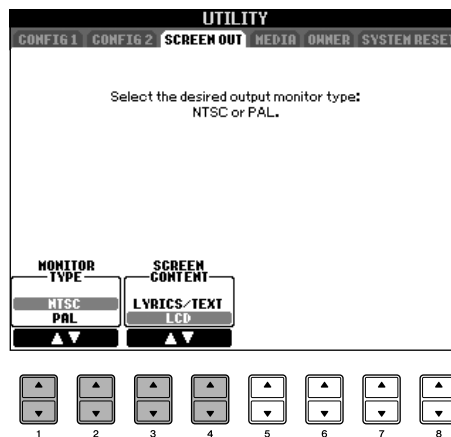 UTILITY
CONFIG 1 CONFIG 2 SCREEN OUT MEDIA OWNER SYSTEM RESET
Select the desired output monitor type:
NTSC or PAL.
MONITOR TYPE
NTSC
PAL
SCREEN CONTENT
LYRICS/TEXT
LCD
1 2 3 4 5 6 7 8